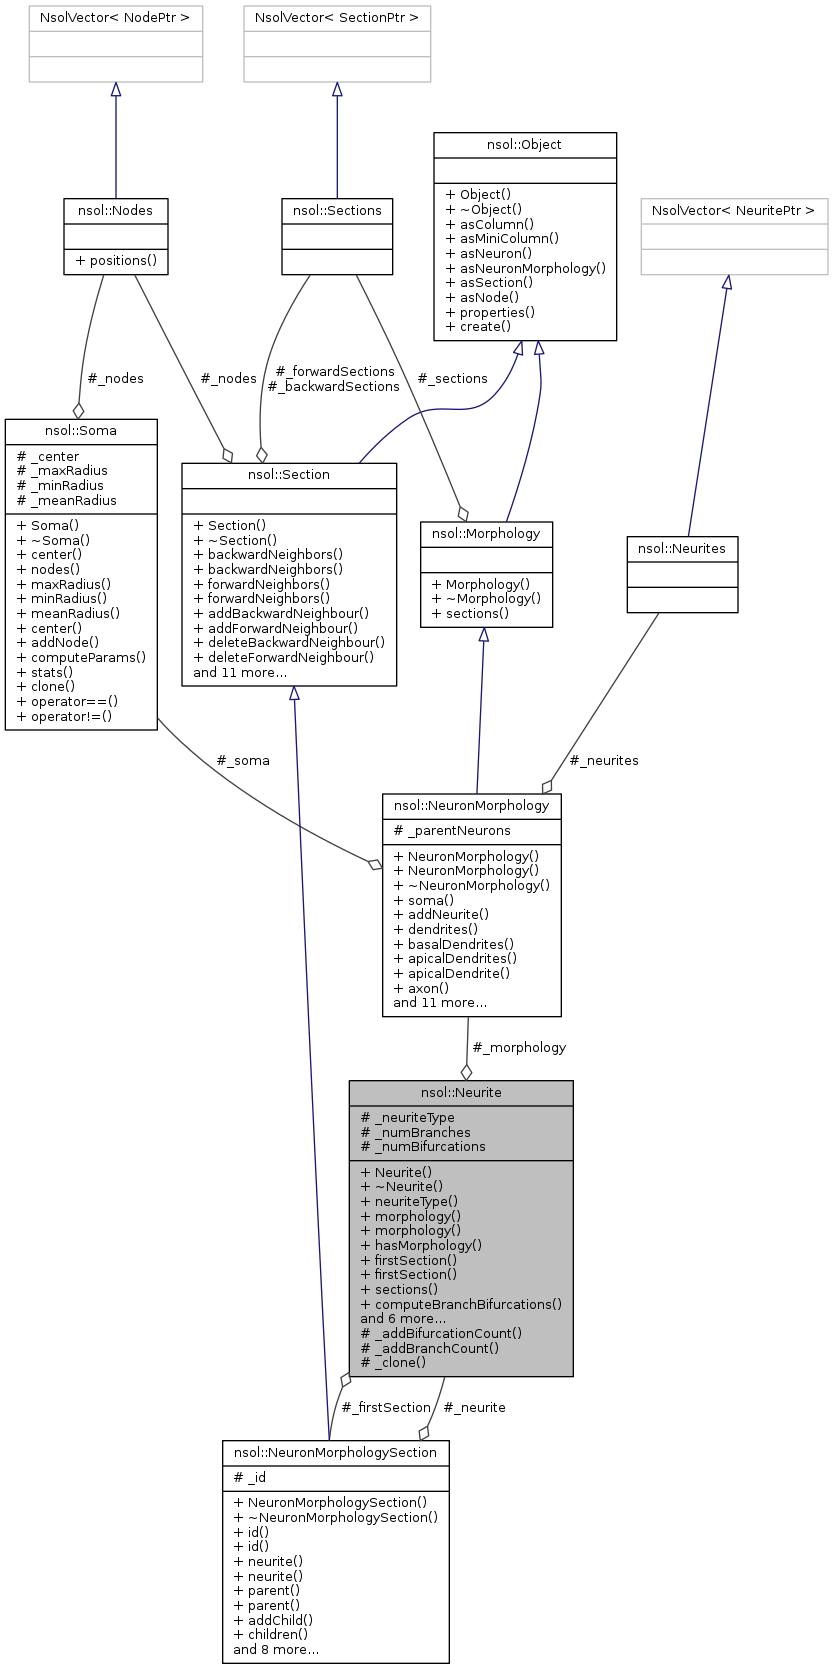 NsolVector< NodePtr >
NsolVector< SectionPtr >
nsol::Object
+ Object()
+ ~Object()
+ asColumn()
+ asMiniColumn()
+ asNeuron()
+ asNeuronMorphology()
+ asSection()
+ asNode()
+ properties()
+ create()
nsol::Nodes
+ positions()
nsol::Sections
NsolVector< NeuritePtr >
#_nodes
#_nodes
#_forwardSections
#_backwardSections
#_sections
nsol::Soma
# _center
# _maxRadius
# _minRadius
# _meanRadius
+ Soma()
+ ~Soma()
+ center()
+ nodes()
+ maxRadius()
+ minRadius()
+ meanRadius()
+ center()
+ addNode()
+ computeParams()
+ stats()
+ clone()
+ operator==()
+ operator!=()
nsol::Section
+ Section()
+ ~Section()
+ backwardNeighbors()
+ backwardNeighbors()
+ forwardNeighbors()
+ forwardNeighbors()
+ addBackwardNeighbour()
+ addForwardNeighbour()
+ deleteBackwardNeighbour()
+ deleteForwardNeighbour()
and 11 more...
nsol::Morphology
+ Morphology()
+ ~Morphology()
+ sections()
nsol::Neurites
#_soma
#_neurites
nsol::NeuronMorphology
# _parentNeurons
+ NeuronMorphology()
+ NeuronMorphology()
+ ~NeuronMorphology()
+ soma()
+ addNeurite()
+ dendrites()
+ basalDendrites()
+ apicalDendrites()
+ apicalDendrite()
+ axon()
and 11 more...
#_morphology
nsol::Neurite
# _neuriteType
# _numBranches
# _numBifurcations
+ Neurite()
+ ~Neurite()
+ neuriteType()
+ morphology()
+ morphology()
+ hasMorphology()
+ firstSection()
+ firstSection()
+ sections()
+ computeBranchBifurcations()
and 6 more...
# _addBifurcationCount()
# _addBranchCount()
# _clone()
#_firstSection
#_neurite
nsol::NeuronMorphologySection
# _id
+ NeuronMorphologySection()
+ ~NeuronMorphologySection()
+ id()
+ id()
+ neurite()
+ neurite()
+ parent()
+ parent()
+ addChild()
+ children()
and 8 more...